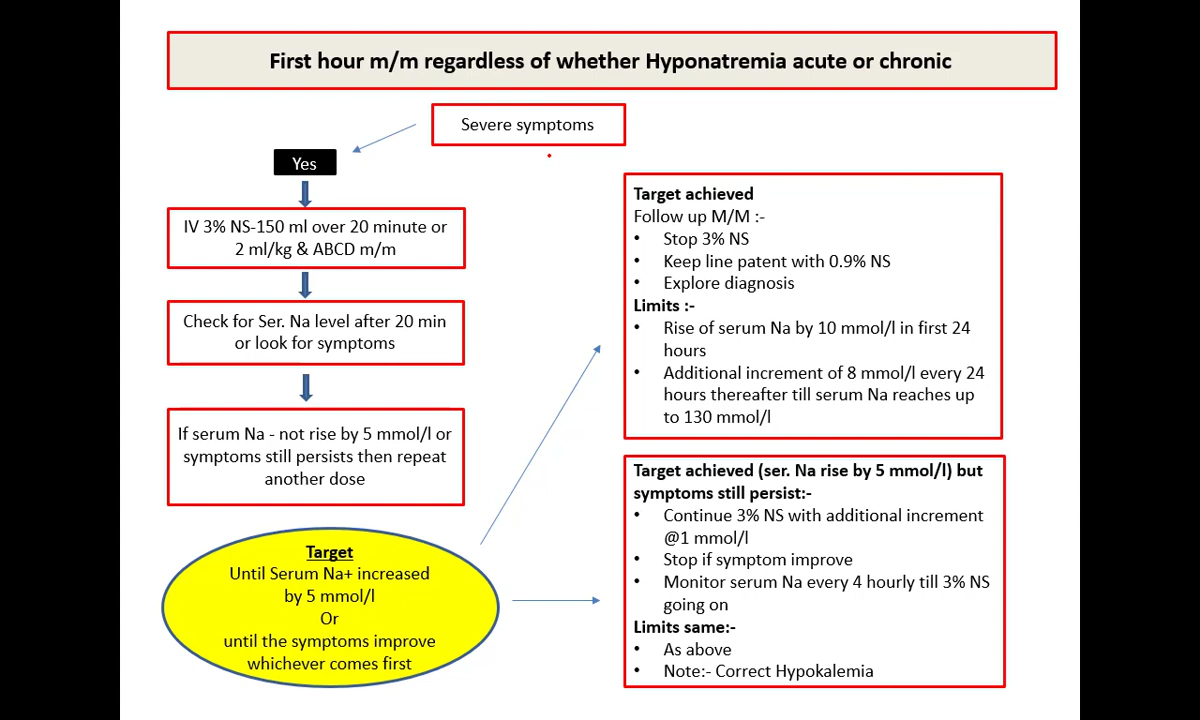 First hour m/m regardless of whether Hyponatremia acute or chronic
Severe symptoms
Yes
IV 3% NS-150 ml over 20 minute or
2 ml/kg & ABCD m/m
Check for Ser. Na level after 20 min
or look for symptoms
If serum Na - not rise by 5 mmol/l or
symptoms still persists then repeat
another dose
Target
Until Serum Na+ increased
by 5 mmol/l
Or
until the symptoms improve
whichever comes first
Target achieved
Follow up M/M :-
• Stop 3% NS
• Keep line patent with 0.9% NS
• Explore diagnosis
Limits :-
• Rise of serum Na by 10 mmol/l in first 24
hours
• Additional increment of 8 mmol/l every 24
hours thereafter till serum Na reaches up
to 130 mmol/l
Target achieved (ser. Na rise by 5 mmol/l) but
symptoms still persist:-
• Continue 3% NS with additional increment
@1 mmol/l
• Stop if symptom improve
• Monitor serum Na every 4 hourly till 3% NS
going on
Limits same:-
• As above
• Note:- Correct Hypokalemia